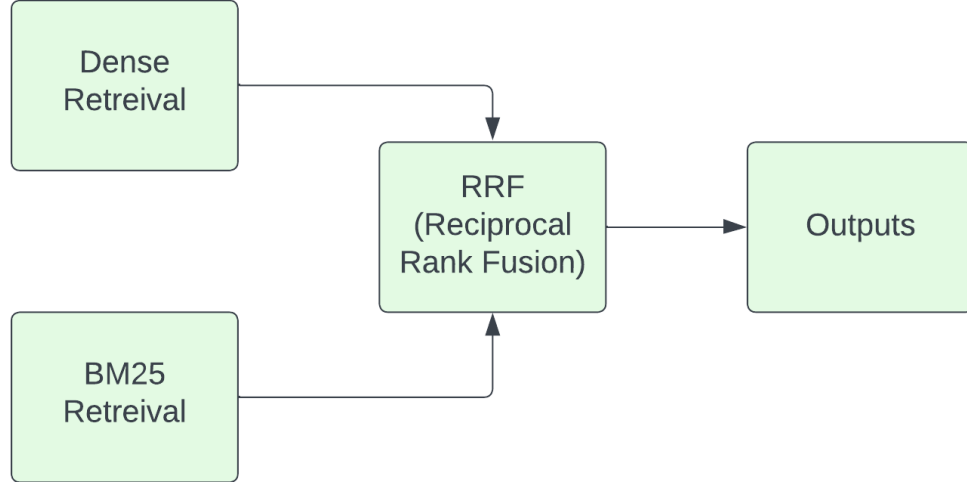 Dense
Retreival
RRF
(Reciprocal
Rank Fusion)
Outputs
BM25
Retreival